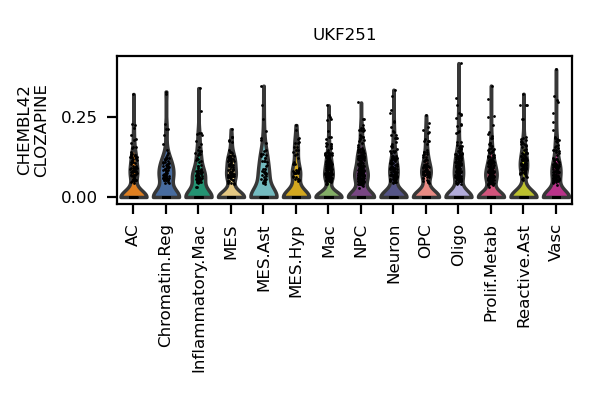 UKF251
CHEMBL42
CLOZAPINE
0.25
0.00
AC
Chromatin.Reg
Inflammatory.Mac
MES
MES.Ast
MES.Hyp
Mac
NPC
Neuron
OPC
Oligo
Prolif.Metab
Reactive.Ast
Vasc